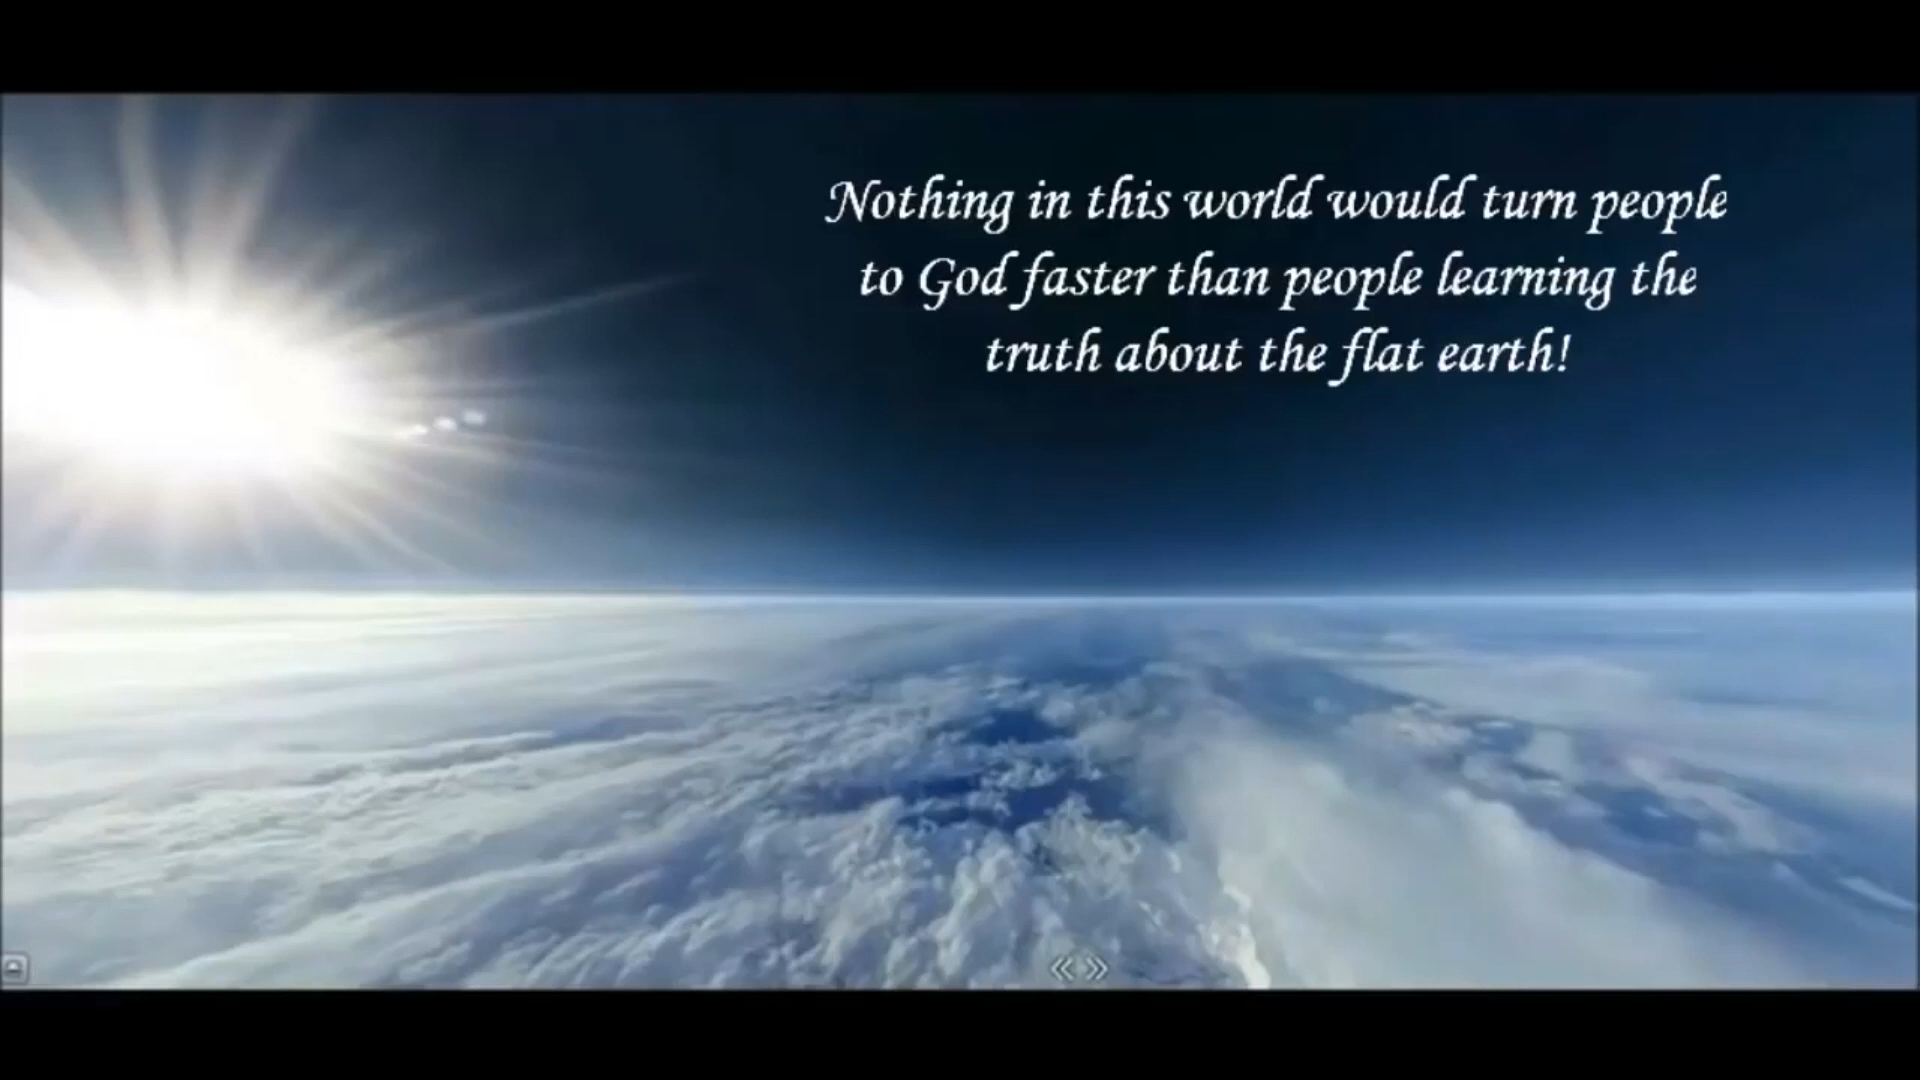 Nothing in this world would turn people
to God faster than people learning the
truth about the flat earth!